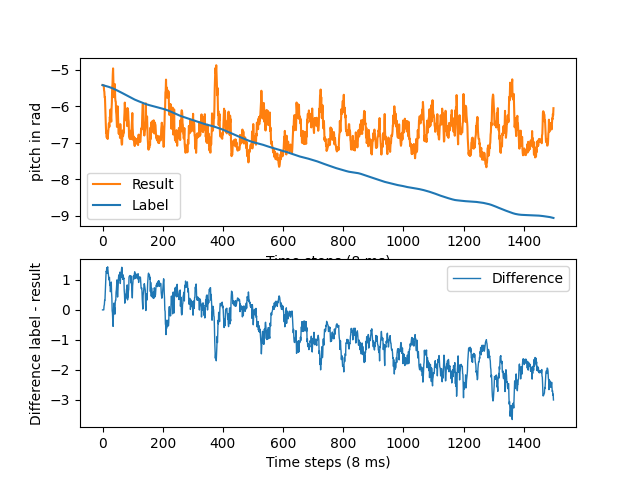 pitch in rad
−5
−6
−7
−8
−9
Result
Label
0 200 400 600 800 1000 1200 1400
Time steps (8 ms)
Difference label - result
1
0
−1
−2
−3
Difference
0 200 400 600 800 1000 1200 1400
Time steps (8 ms)